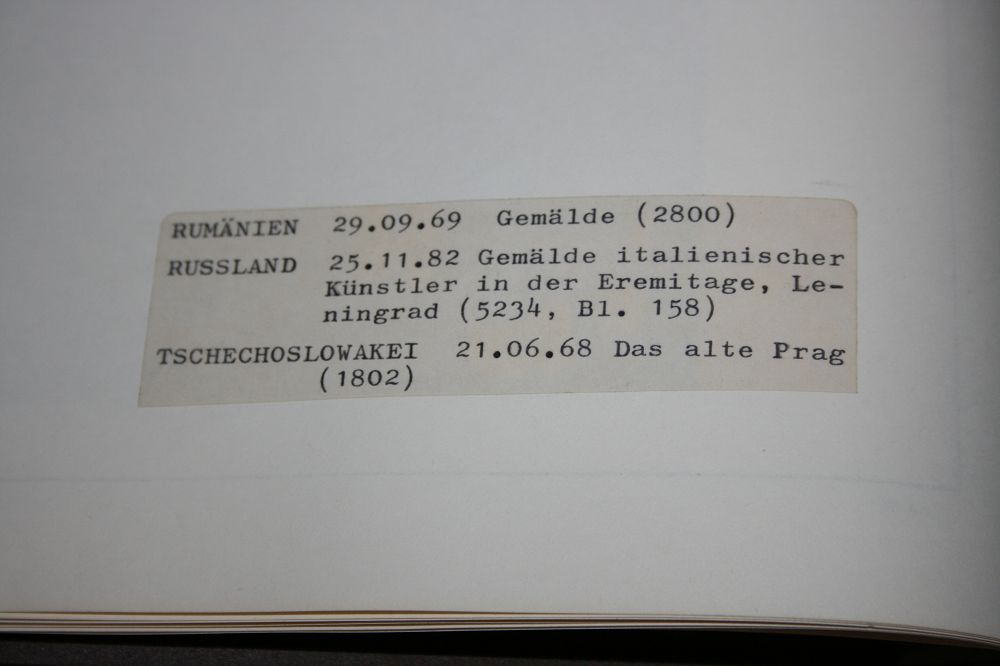 RUMÄNIEN 29.09.69 Gemälde (2800)
RUSSLAND 25.11.82 Gemälde italienischer
Künstler in der Eremitage, Le-
ningrad (5234, Bl. 158)
TSCHECHOSLOWAKEI 21.06.68 Das alte Prag
(1802)